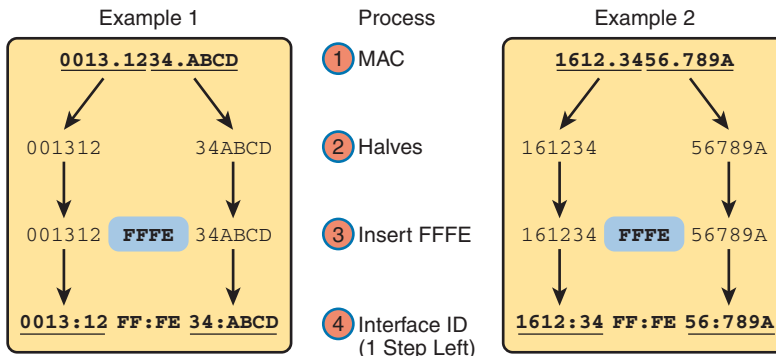 Example 1
Process
Example 2
0013.1234.ABCD
1 MAC
1612.3456.789A
001312 34ABCD
2 Halves
161234 56789A
001312 FFFE 34ABCD
3 Insert FFFE
161234 FFFE 56789A
0013:12 FF:FE 34:ABCD
4 Interface ID
(1 Step Left)
1612:34 FF:FE 56:789A